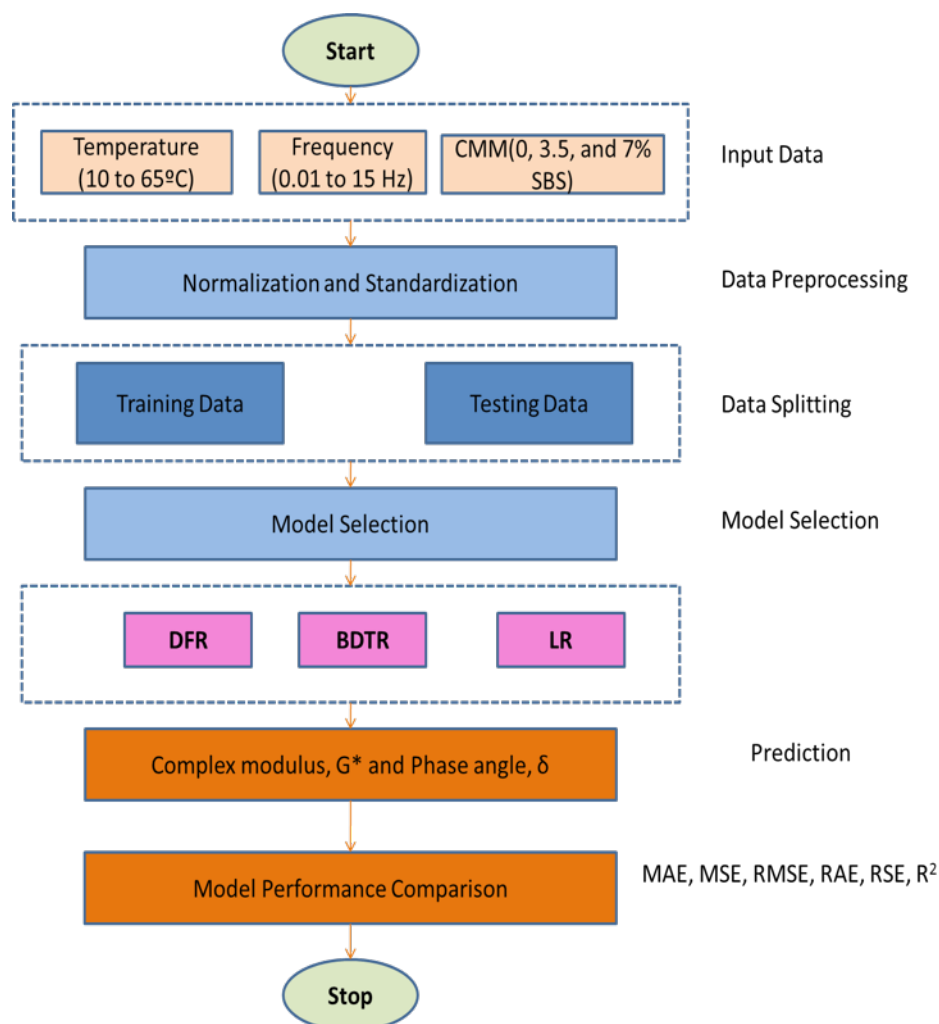 Start
Temperature
(10 to 65ºC)
Frequency
(0.01 to 15 Hz)
CMM(0, 3.5, and 7%
SBS)
Input Data
Normalization and Standardization
Data Preprocessing
Training Data
Testing Data
Data Splitting
Model Selection
Model Selection
DFR
BDTR
LR
Complex modulus, G* and Phase angle, δ
Prediction
Model Performance Comparison
MAE, MSE, RMSE, RAE, RSE, R²
Stop